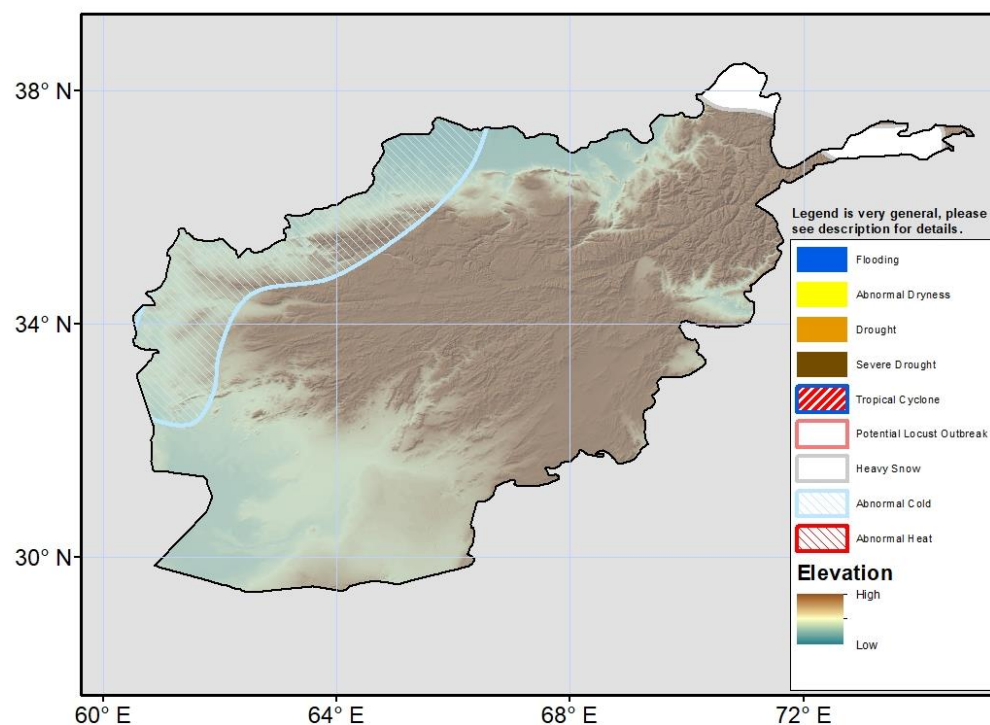 38° N
34° N
30° N
60° E
64° E
68° E
72° E
Legend is very general, please
see description for details.
Flooding
Abnormal Dryness
Drought
Severe Drought
Tropical Cyclone
Potential Locust Outbreak
Heavy Snow
Abnormal Cold
Abnormal Heat
Elevation
High
Low